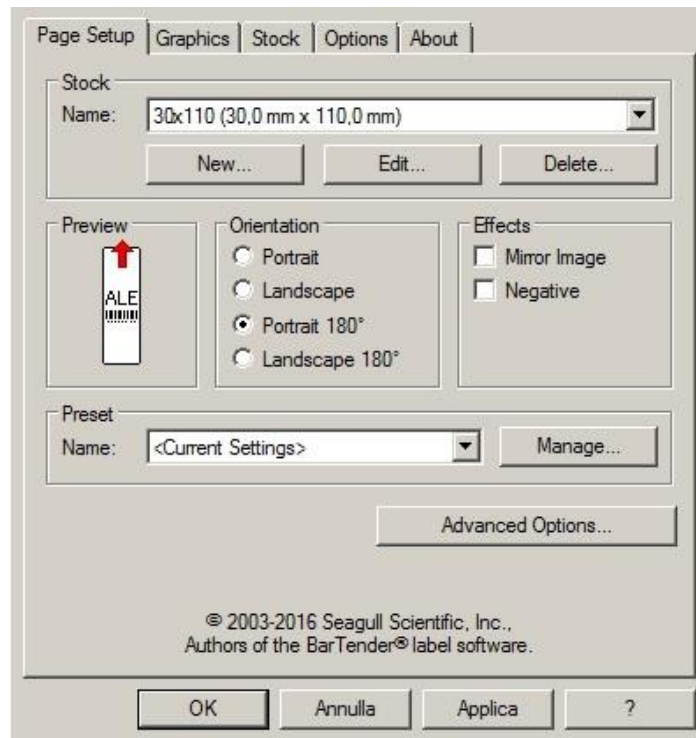 Page Setup Graphics Stock Options About
Stock
Name: 30x110 (30,0 mm x 110,0 mm)
New... Edit... Delete...
Preview
ALE
Orientation
Portrait
Landscape
Portrait 180°
Landscape 180°
Effects
Mirror Image
Negative
Preset
Name: <Current Settings> Manage...
Advanced Options...
© 2003-2016 Seagull Scientific, Inc.,
Authors of the BarTender® label software.
OK Annulla Applica ?